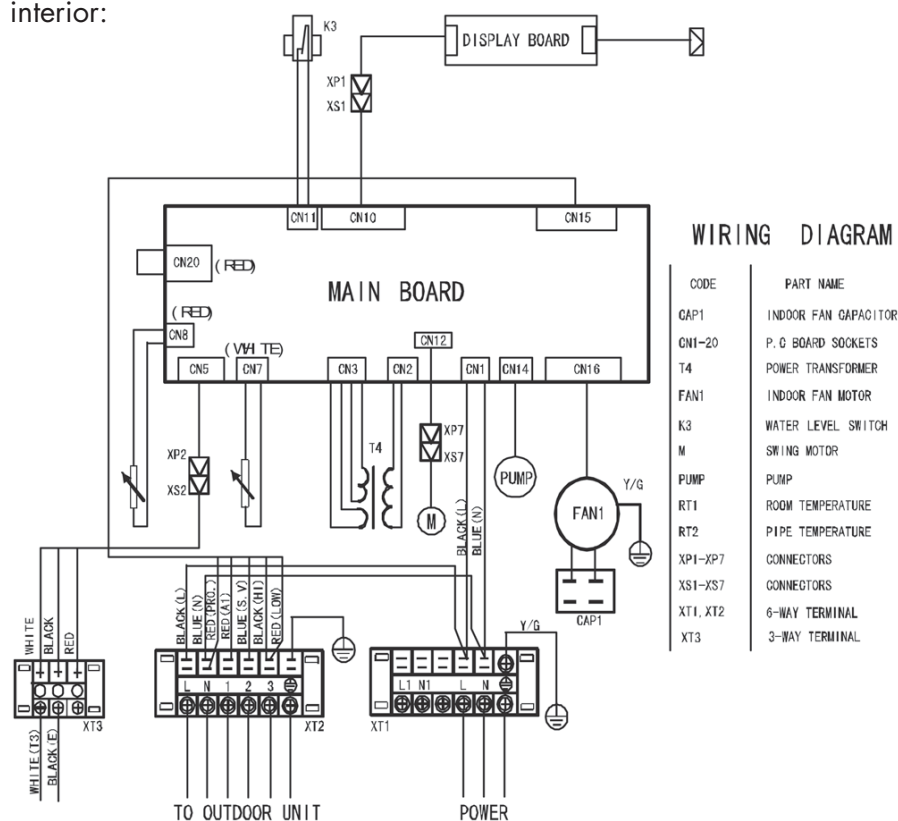 interior:
K3
DISPLAY BOARD
XP1
XS1
CN11
CN10
CN15
CN20
(RED)
MAIN BOARD
(RED)
CN8
(WHITE)
CN12
CN5
CN7
CN3
CN2
CN1
CN14
CN16
XP2
XS2
T4
XP7
XS7
M
PUMP
BLACK(L)
BLUE(N)
FAN1
Y/G
CAP1
WHITE
BLACK
RED
BLACK(L)
BLUE(N)
RED(PRO.)
RED(A1)
BLUE(S.V)
BLACK(HI)
RED(LOW)
Y/G
L N 1 2 3
L1 N1 L N
XT3
XT2
XT1
WHITE(T3)
BLACK(E)
TO OUTDOOR UNIT
POWER
WIRING DIAGRAM
CODE PART NAME
CAP1 INDOOR FAN CAPACITOR
CN1-20 P.C BOARD SOCKETS
T4 POWER TRANSFORMER
FAN1 INDOOR FAN MOTOR
K3 WATER LEVEL SWITCH
M SWING MOTOR
PUMP PUMP
RT1 ROOM TEMPERATURE
RT2 PIPE TEMPERATURE
XP1-XP7 CONNECTORS
XS1-XS7 CONNECTORS
XT1,XT2 6-WAY TERMINAL
XT3 3-WAY TERMINAL